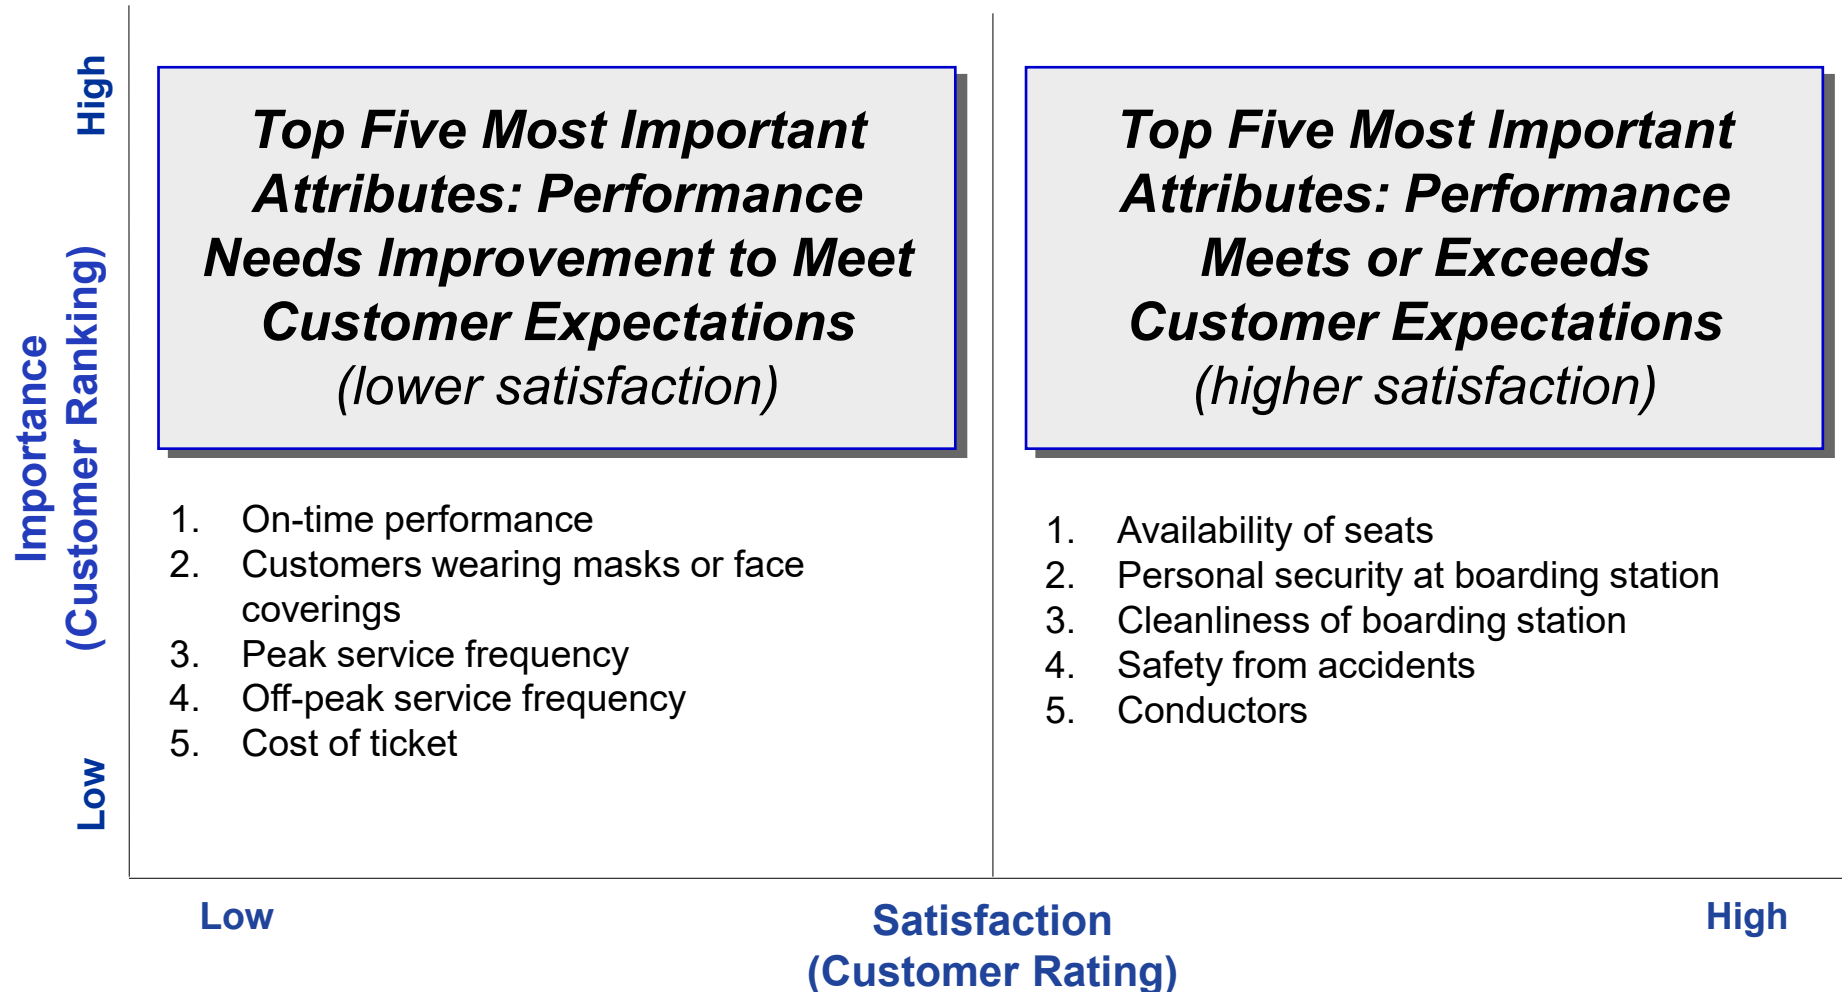 High
Importance
(Customer Ranking)
Low
Top Five Most Important
Attributes: Performance
Needs Improvement to Meet
Customer Expectations
(lower satisfaction)
1. On-time performance
2. Customers wearing masks or face
coverings
3. Peak service frequency
4. Off-peak service frequency
5. Cost of ticket
Top Five Most Important
Attributes: Performance
Meets or Exceeds
Customer Expectations
(higher satisfaction)
1. Availability of seats
2. Personal security at boarding station
3. Cleanliness of boarding station
4. Safety from accidents
5. Conductors
Low
Satisfaction
(Customer Rating)
High